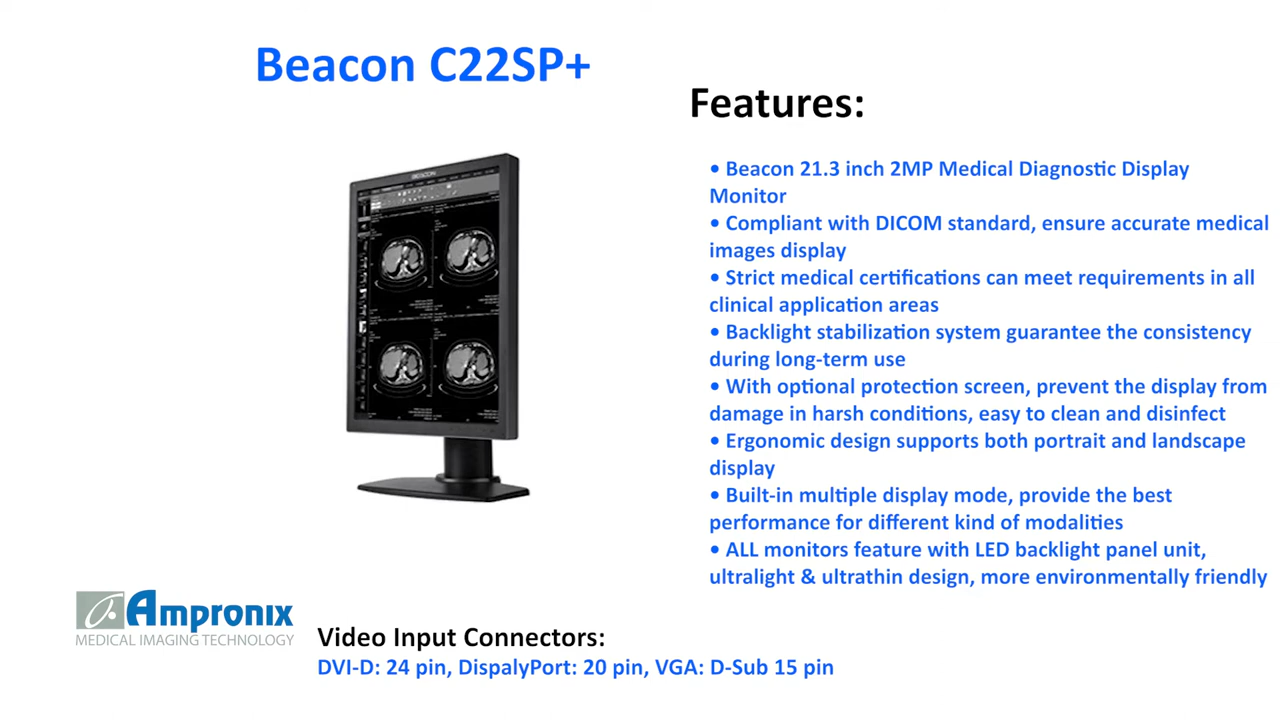 Beacon C22SP+
Features:
• Beacon 21.3 inch 2MP Medical Diagnostic Display
Monitor
• Compliant with DICOM standard, ensure accurate medical
images display
• Strict medical certifications can meet requirements in all
clinical application areas
• Backlight stabilization system guarantee the consistency
during long-term use
• With optional protection screen, prevent the display from
damage in harsh conditions, easy to clean and disinfect
• Ergonomic design supports both portrait and landscape
display
• Built-in multiple display mode, provide the best
performance for different kind of modalities
• ALL monitors feature with LED backlight panel unit,
ultralight & ultrathin design, more environmentally friendly
BEACON
Ampronix
MEDICAL IMAGING TECHNOLOGY
Video Input Connectors:
DVI-D: 24 pin, DispalyPort: 20 pin, VGA: D-Sub 15 pin